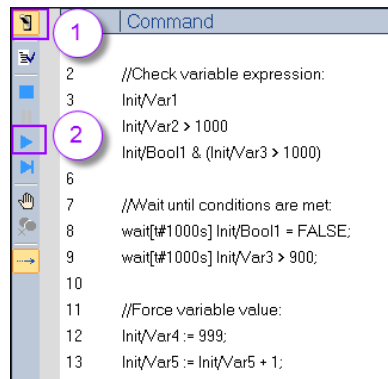 Command
1
2 //Check variable expression:
3 Init/Var1
Init/Var2 > 1000
2
Init/Bool1 & (Init/Var3 > 1000)
6
7 //Wait until conditions are met:
8 wait[t#1000s] Init/Bool1 = FALSE;
9 wait[t#1000s] Init/Var3 > 900;
10
11 //Force variable value:
12 Init/Var4 := 999;
13 Init/Var5 := Init/Var5 + 1;